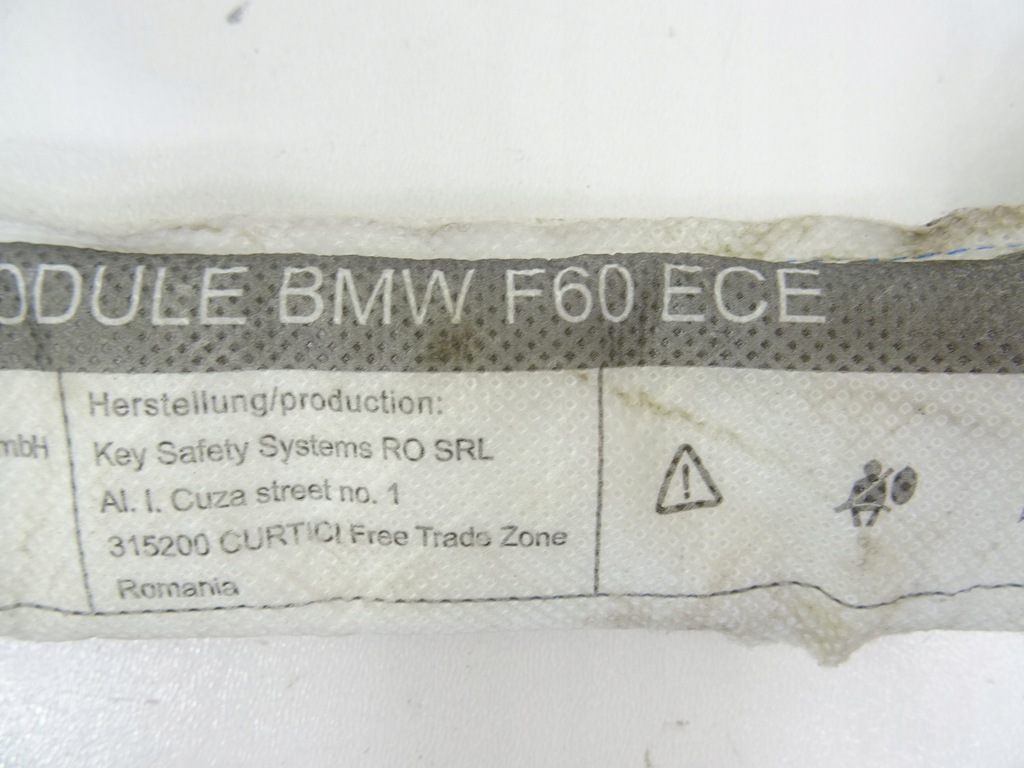 ODULE BMW F60 ECE
mbH
Herstellung/production:
Key Safety Systems RO SRL
Al. I. Cuza street no. 1
315200 CURTICI Free Trade Zone
Romania